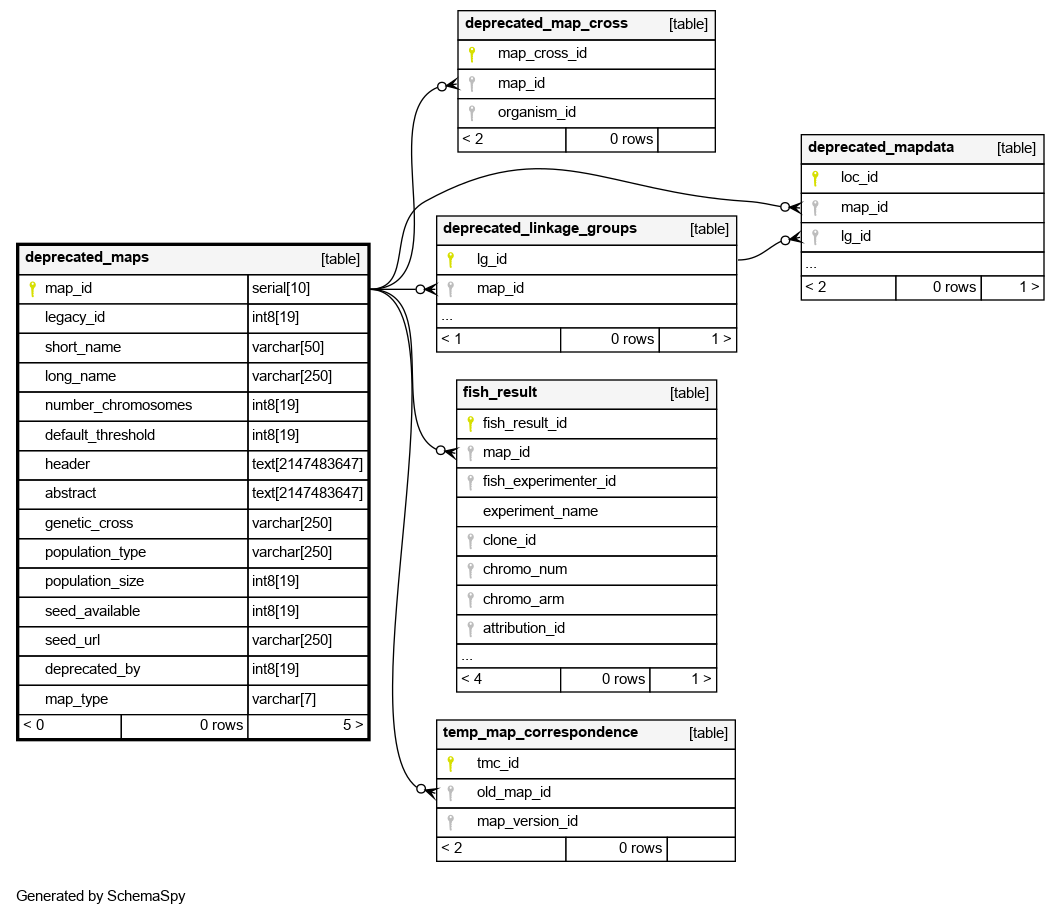 deprecated_map_cross [table]
map_cross_id
map_id
organism_id
< 2 0 rows
deprecated_mapdata [table]
loc_id
map_id
lg_id
...
< 2 0 rows 1 >
deprecated_linkage_groups [table]
lg_id
map_id
...
< 1 0 rows 1 >
deprecated_maps [table]
map_id serial[10]
legacy_id int8[19]
short_name varchar[50]
long_name varchar[250]
number_chromosomes int8[19]
default_threshold int8[19]
header text[2147483647]
abstract text[2147483647]
genetic_cross varchar[250]
population_type varchar[250]
population_size int8[19]
seed_available int8[19]
seed_url varchar[250]
deprecated_by int8[19]
map_type varchar[7]
< 0 0 rows 5 >
fish_result [table]
fish_result_id
map_id
fish_experimenter_id
experiment_name
clone_id
chromo_num
chromo_arm
attribution_id
...
< 4 0 rows 1 >
temp_map_correspondence [table]
tmc_id
old_map_id
map_version_id
< 2 0 rows
Generated by SchemaSpy